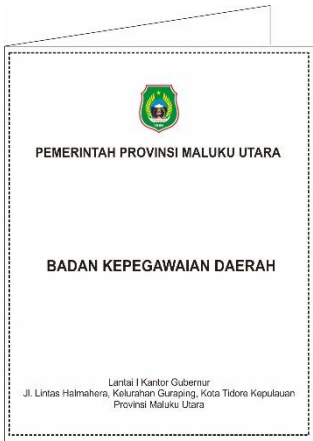 PEMERINTAH PROVINSI MALUKU UTARA
BADAN KEPEGAWAIAN DAERAH
Lantai I Kantor Gubernur
Jl. Lintas Halmahera, Kelurahan Guraping, Kota Tidore Kepulauan
Provinsi Maluku Utara